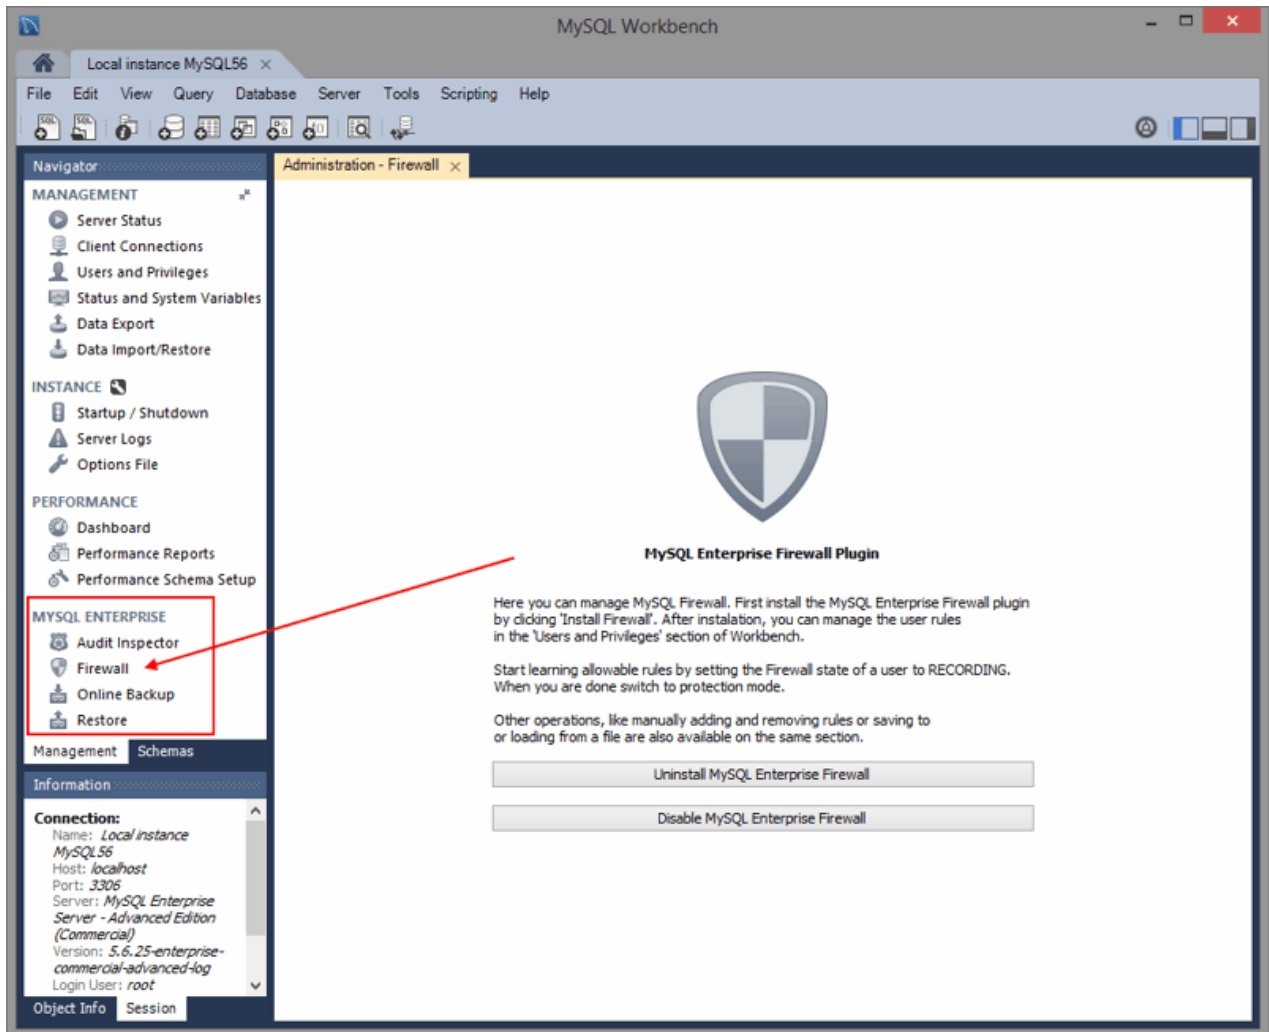 MySQL Workbench
Local instance MySQL56
File Edit View Query Database Server Tools Scripting Help
Navigator
MANAGEMENT
Server Status
Client Connections
Users and Privileges
Status and System Variables
Data Export
Data Import/Restore
INSTANCE
Startup / Shutdown
Server Logs
Options File
PERFORMANCE
Dashboard
Performance Reports
Performance Schema Setup
MYSQL ENTERPRISE
Audit Inspector
Firewall
Online Backup
Restore
Management Schemas
Information
Connection:
Name: Local instance
MySQL56
Host: localhost
Port: 3306
Server: MySQL Enterprise
Server - Advanced Edition
(Commercial)
Version: 5.6.25-enterprise-
commercial-advanced-log
Login User: root
Object Info Session
Administration - Firewall
MySQL Enterprise Firewall Plugin
Here you can manage MySQL Firewall. First install the MySQL Enterprise Firewall plugin
by clicking 'Install Firewall'. After instalation, you can manage the user rules
in the 'Users and Privileges' section of Workbench.
Start learning allowable rules by setting the Firewall state of a user to RECORDING.
When you are done switch to protection mode.
Other operations, like manually adding and removing rules or saving to
or loading from a file are also available on the same section.
Uninstall MySQL Enterprise Firewall
Disable MySQL Enterprise Firewall